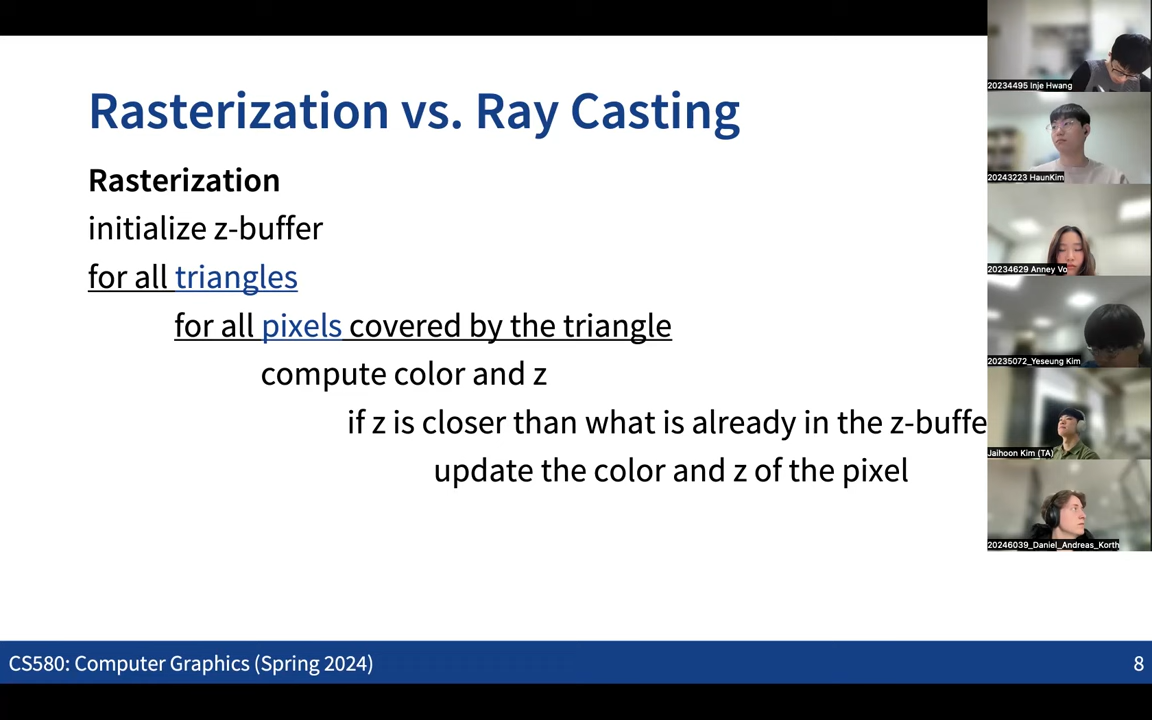 Rasterization vs. Ray Casting
Rasterization
initialize z-buffer
for all triangles
for all pixels covered by the triangle
compute color and z
if z is closer than what is already in the z-buffe
update the color and z of the pixel
CS580: Computer Graphics (Spring 2024)
8
20234495 Inje Hwang
20243223 HaunKim
20234629 Anney Vo
20235072_Yeseung Kim
Jaihoon Kim (TA)
20246039_Daniel_Andreas_Korth